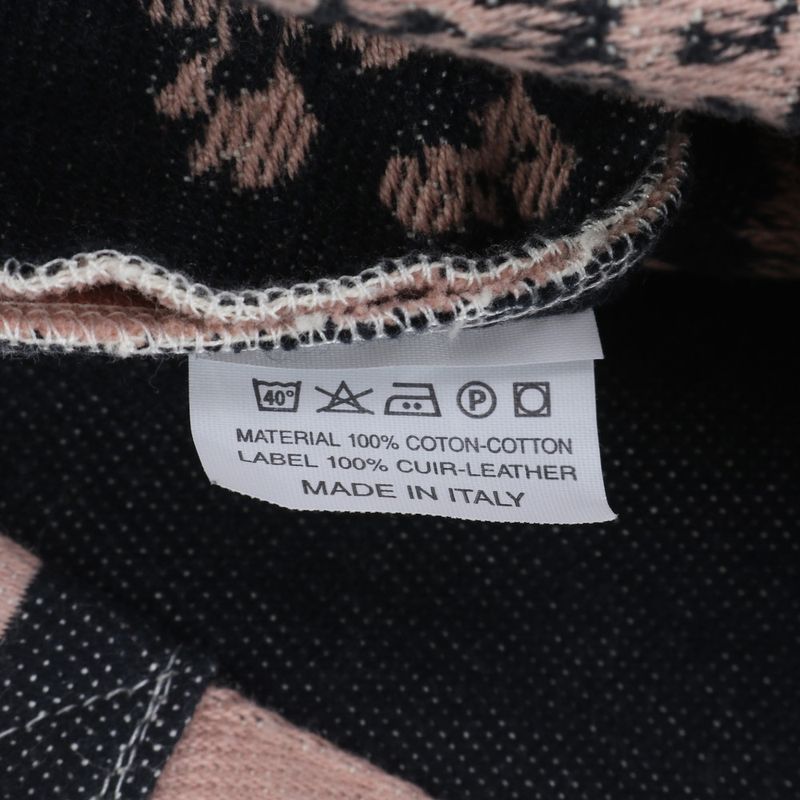 40° P
MATERIAL 100% COTON-COTTON
LABEL 100% CUIR-LEATHER
MADE IN ITALY